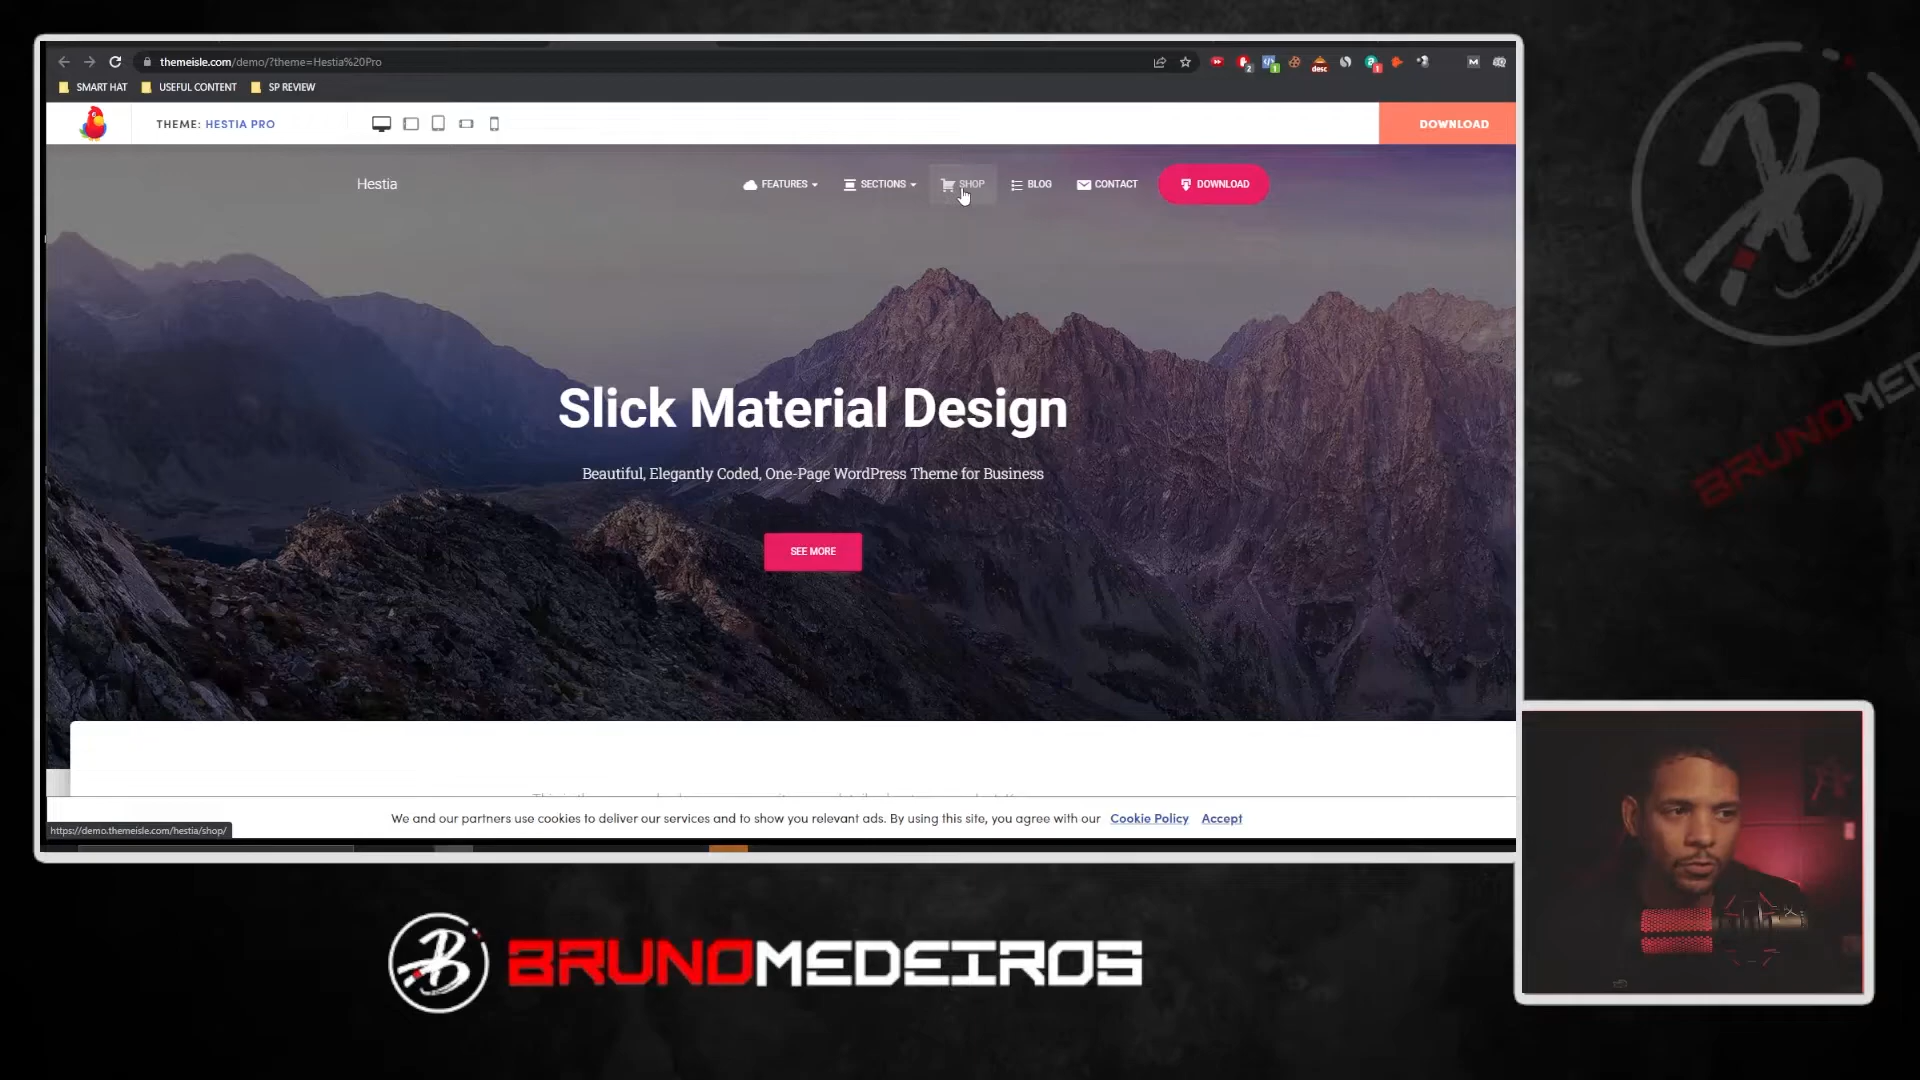 themeisle.com/demo/?theme=Hestia%20Pro
SMART HAT
USEFUL CONTENT
SP REVIEW
THEME: HESTIA PRO
DOWNLOAD
Hestia
FEATURES
SECTIONS
SHOP
BLOG
CONTACT
DOWNLOAD
Slick Material Design
Beautiful, Elegantly Coded, One-Page WordPress Theme for Business
SEE MORE
We and our partners use cookies to deliver our services and to show you relevant ads. By using this site, you agree with our Cookie Policy Accept
https://demo.themeisle.com/hestia/shop/
BRUNOMEDEIROS
BRUNOMED